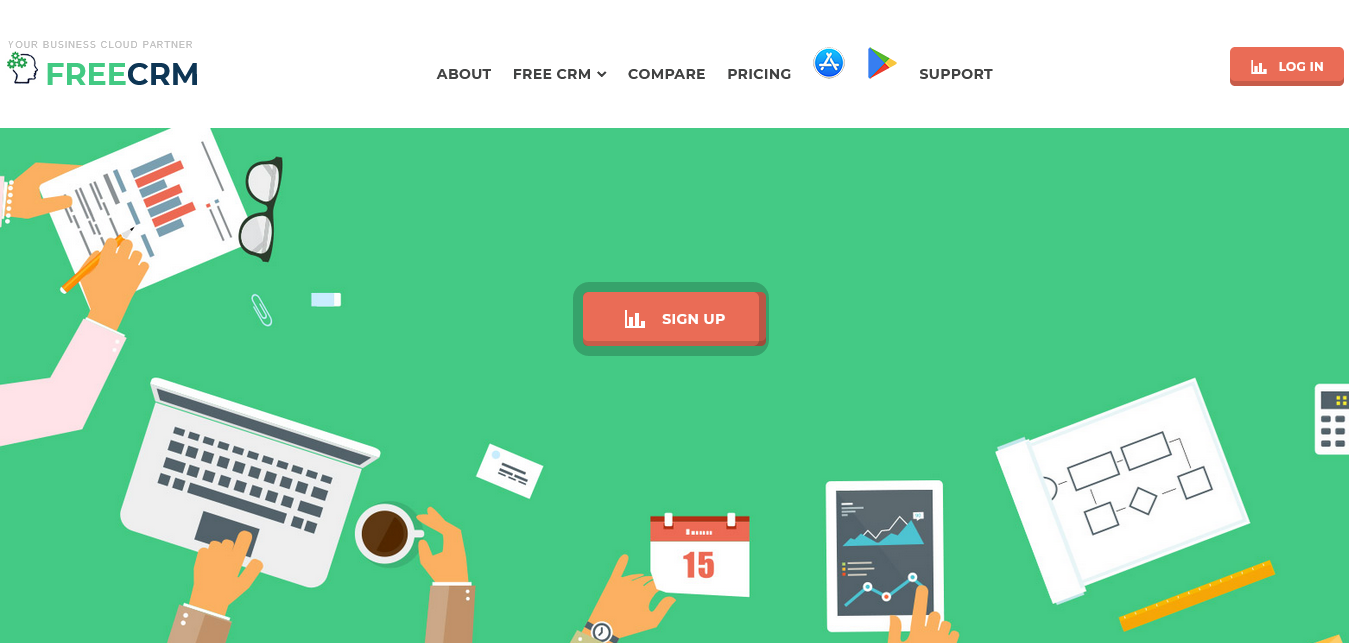 YOUR BUSINESS CLOUD PARTNER
FREECRM
ABOUT
FREE CRM
COMPARE
PRICING
SUPPORT
LOG IN
SIGN UP
15